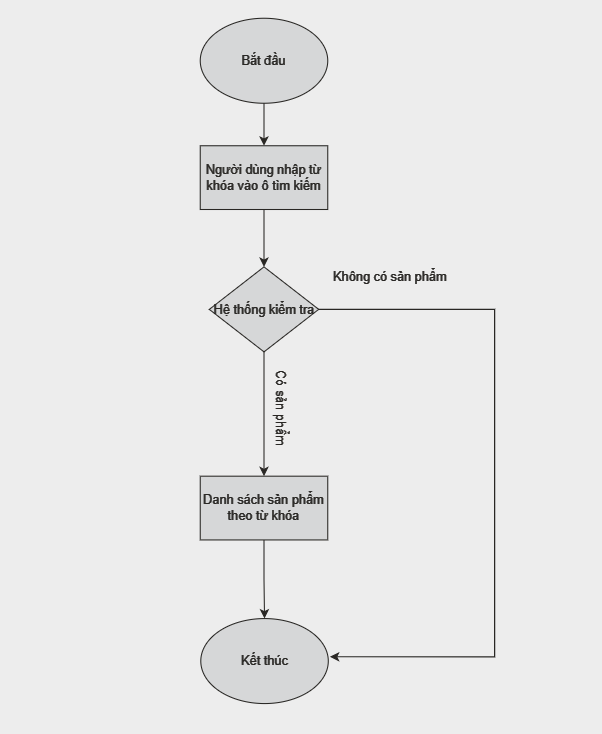 Bắt đầu
Người dùng nhập từ
khóa vào ô tìm kiếm
Không có sản phẩm
Hệ thống kiểm tra
Có sản phẩm
Danh sách sản phẩm
theo từ khóa
Kết thúc